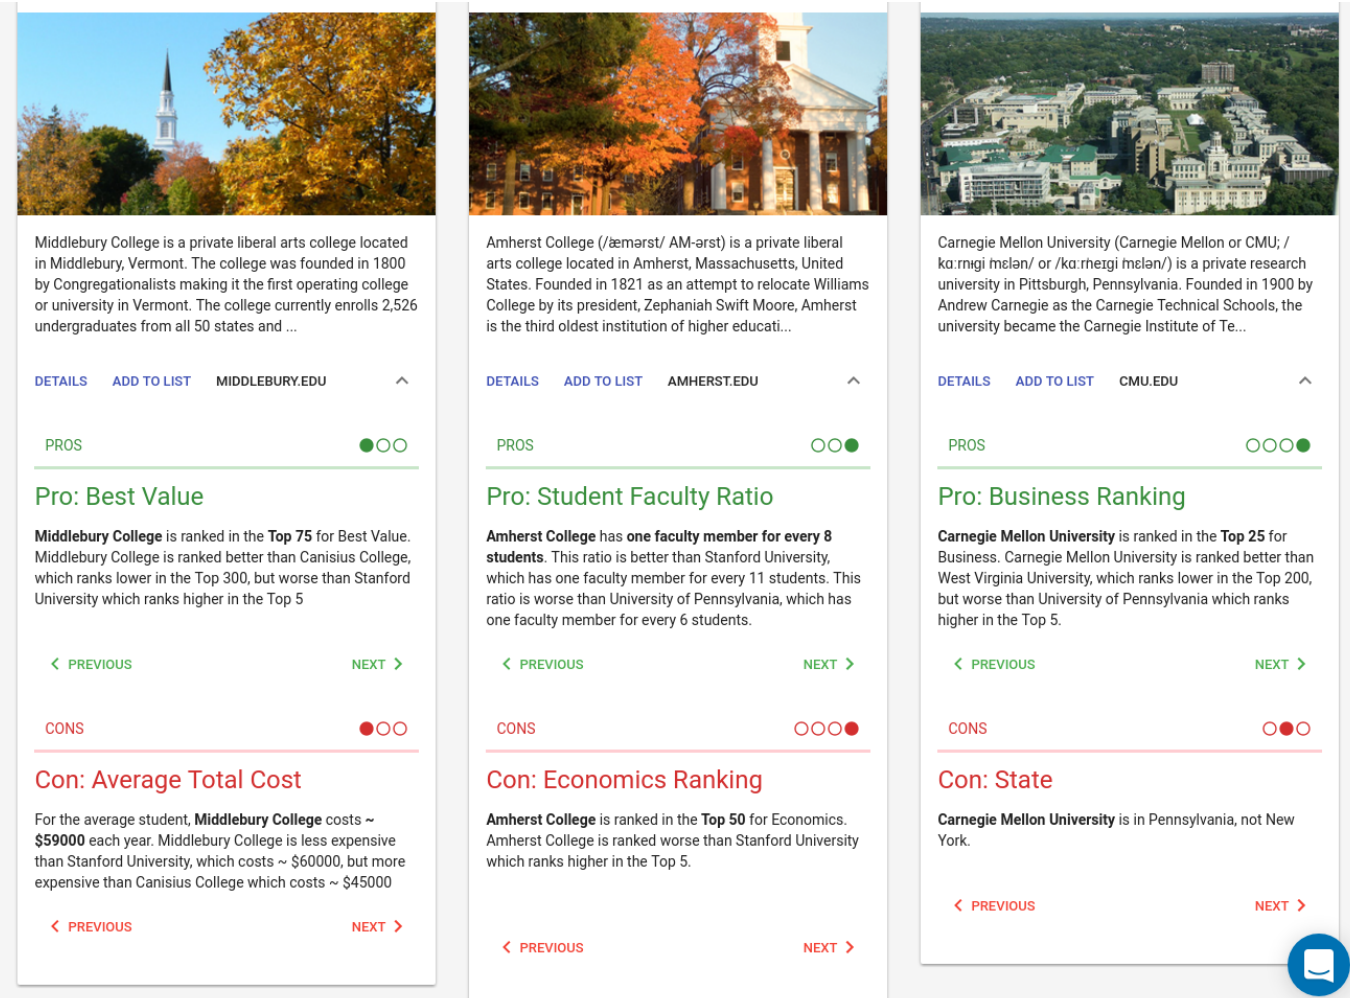 Middlebury College is a private liberal arts college located
in Middlebury, Vermont. The college was founded in 1800
by Congregationalists making it the first operating college
or university in Vermont. The college currently enrolls 2,526
undergraduates from all 50 states and ...
DETAILS ADD TO LIST MIDDLEBURY.EDU
PROS
Pro: Best Value
Middlebury College is ranked in the Top 75 for Best Value.
Middlebury College is ranked better than Canisius College,
which ranks lower in the Top 300, but worse than Stanford
University which ranks higher in the Top 5
PREVIOUS NEXT
CONS
Con: Average Total Cost
For the average student, Middlebury College costs ~
$59000 each year. Middlebury College is less expensive
than Stanford University, which costs ~ $60000, but more
expensive than Canisius College which costs ~ $45000
PREVIOUS NEXT
Amherst College (/ˈæmərst/ AM-ərst) is a private liberal
arts college located in Amherst, Massachusetts, United
States. Founded in 1821 as an attempt to relocate Williams
College by its president, Zephaniah Swift Moore, Amherst
is the third oldest institution of higher educati...
DETAILS ADD TO LIST AMHERST.EDU
PROS
Pro: Student Faculty Ratio
Amherst College has one faculty member for every 8
students. This ratio is better than Stanford University,
which has one faculty member for every 11 students. This
ratio is worse than University of Pennsylvania, which has
one faculty member for every 6 students.
PREVIOUS NEXT
CONS
Con: Economics Ranking
Amherst College is ranked in the Top 50 for Economics.
Amherst College is ranked worse than Stanford University
which ranks higher in the Top 5.
PREVIOUS NEXT
Carnegie Mellon University (Carnegie Mellon or CMU; /
kɑːrnɪɡi ˈmɛlən/ or /kɑːrˈneɪɡi ˈmɛlən/) is a private research
university in Pittsburgh, Pennsylvania. Founded in 1900 by
Andrew Carnegie as the Carnegie Technical Schools, the
university became the Carnegie Institute of Te...
DETAILS ADD TO LIST CMU.EDU
PROS
Pro: Business Ranking
Carnegie Mellon University is ranked in the Top 25 for
Business. Carnegie Mellon University is ranked better than
West Virginia University, which ranks lower in the Top 200,
but worse than University of Pennsylvania which ranks
higher in the Top 5.
PREVIOUS NEXT
CONS
Con: State
Carnegie Mellon University is in Pennsylvania, not New
York.
PREVIOUS NEXT